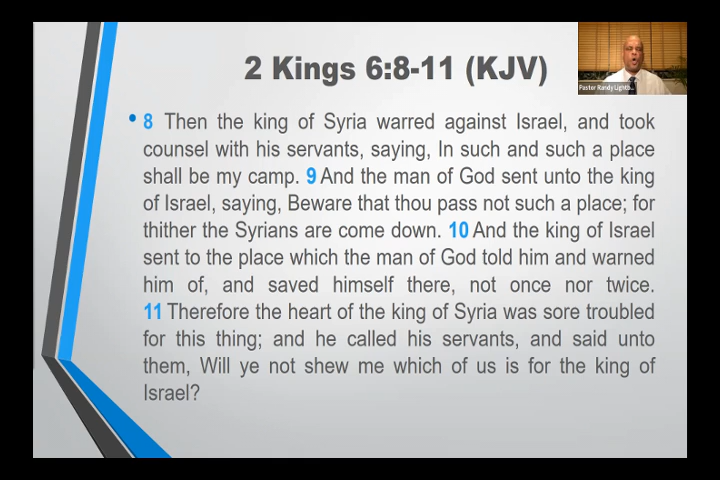 2 Kings 6:8-11 (KJV)
Pastor Randy Lightb...
• 8 Then the king of Syria warred against Israel, and took
counsel with his servants, saying, In such and such a place
shall be my camp. 9 And the man of God sent unto the king
of Israel, saying, Beware that thou pass not such a place; for
thither the Syrians are come down. 10 And the king of Israel
sent to the place which the man of God told him and warned
him of, and saved himself there, not once nor twice.
11 Therefore the heart of the king of Syria was sore troubled
for this thing; and he called his servants, and said unto
them, Will ye not shew me which of us is for the king of
Israel?